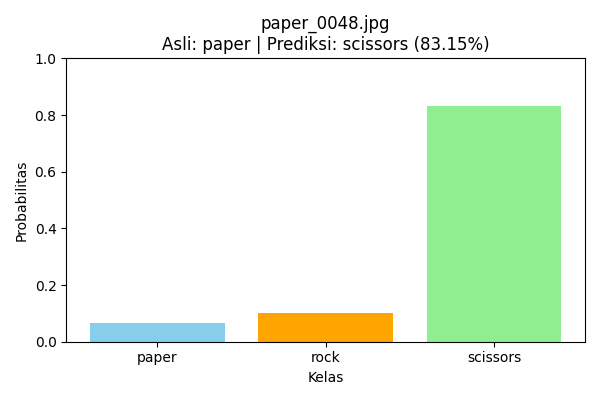 paper_0048.jpg
Asli: paper | Prediksi: scissors (83.15%)
1.0
0.8
0.6
0.4
0.2
0.0
Probabilitas
paper rock scissors
Kelas